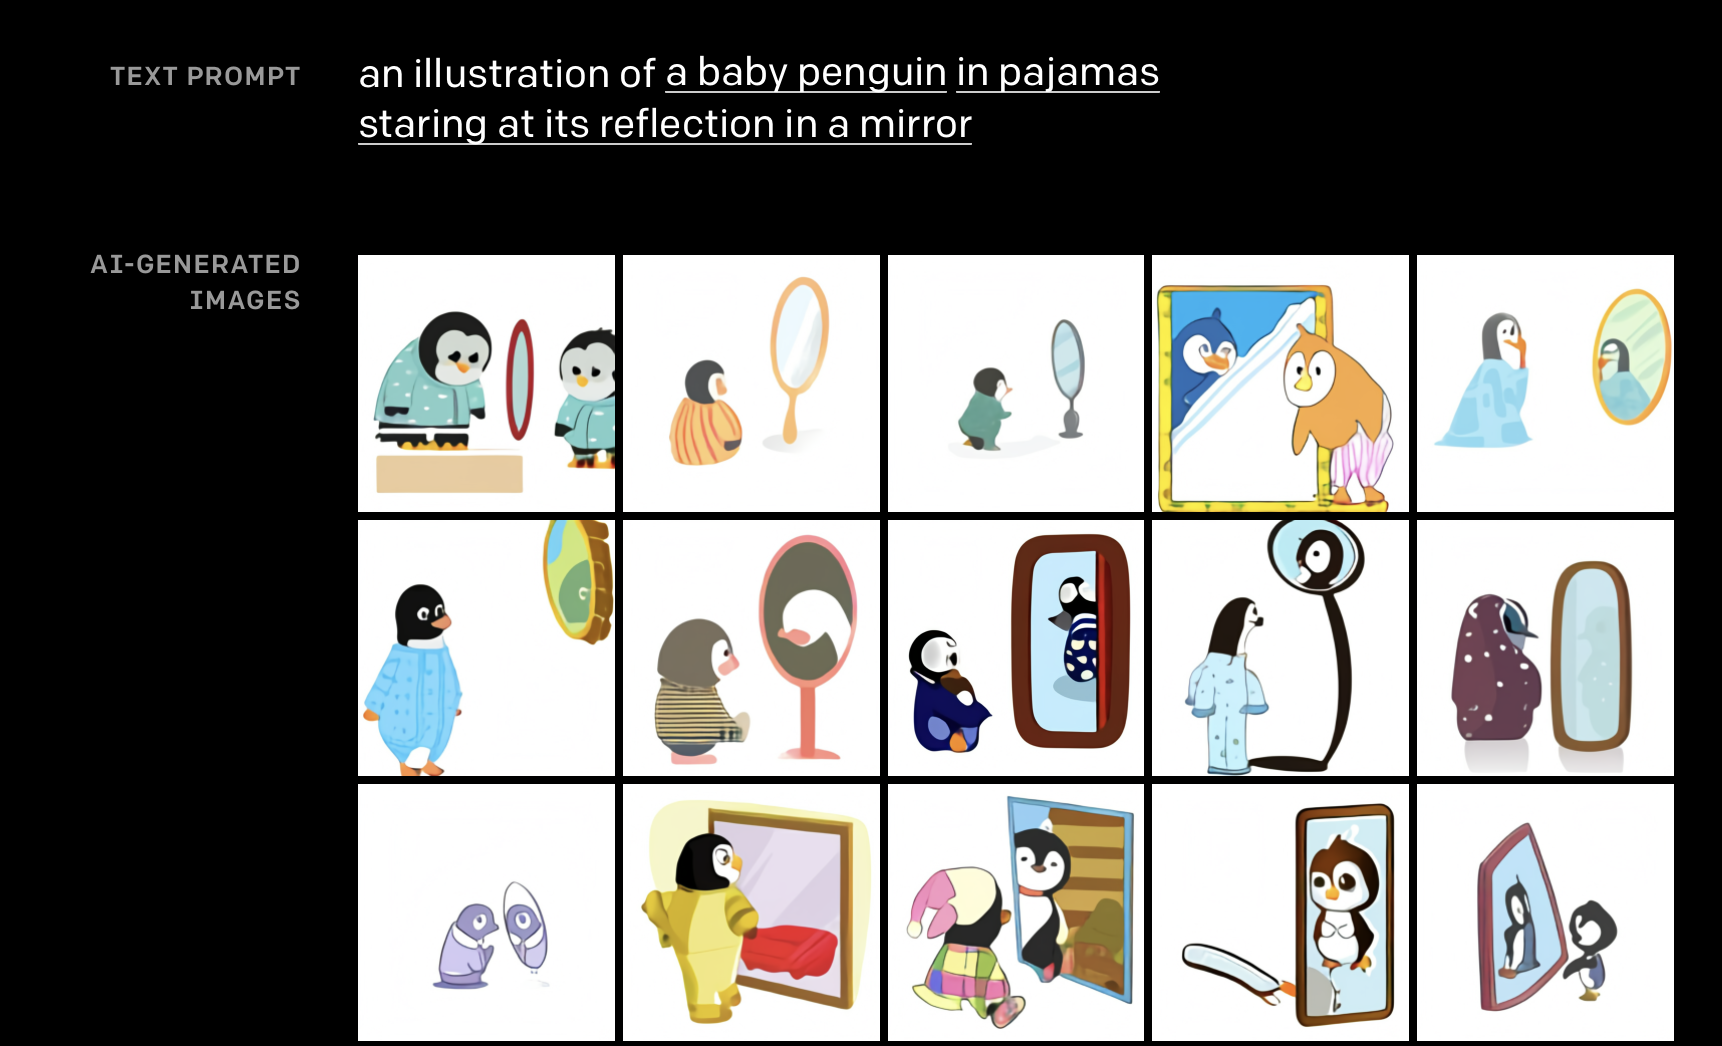 TEXT PROMPT
an illustration of a baby penguin in pajamas
staring at its reflection in a mirror
AI-GENERATED
IMAGES